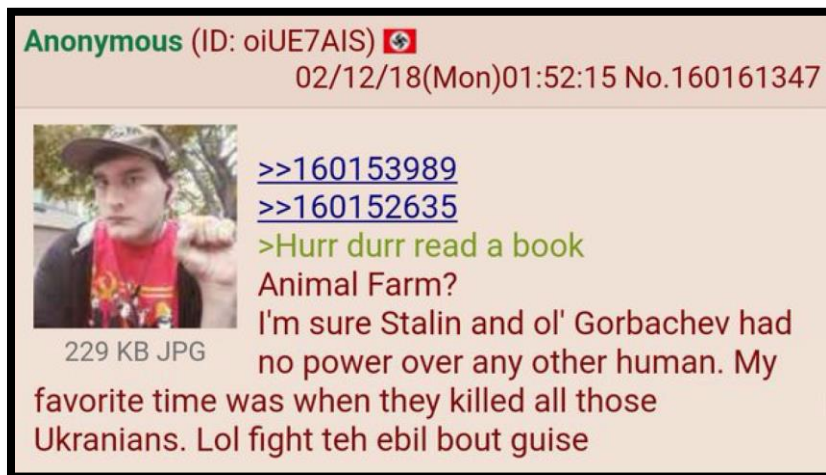 Anonymous (ID: oiUE7AIS)
02/12/18(Mon)01:52:15 No.160161347
>>160153989
>>160152635
>Hurr durr read a book
Animal Farm?
I'm sure Stalin and ol' Gorbachev had
no power over any other human. My
favorite time was when they killed all those
Ukranians. Lol fight teh ebil bout guise
229 KB JPG